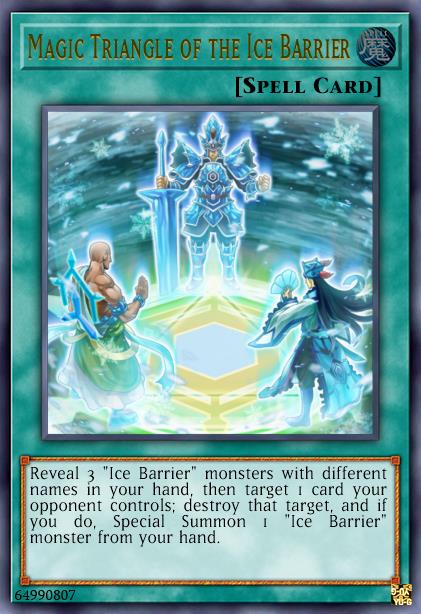 Magic Triangle of the Ice Barrier
魔
[Spell Card]
Reveal 3 "Ice Barrier" monsters with different
names in your hand, then target 1 card your
opponent controls; destroy that target, and if
you do, Special Summon 1 "Ice Barrier"
monster from your hand.
64990807